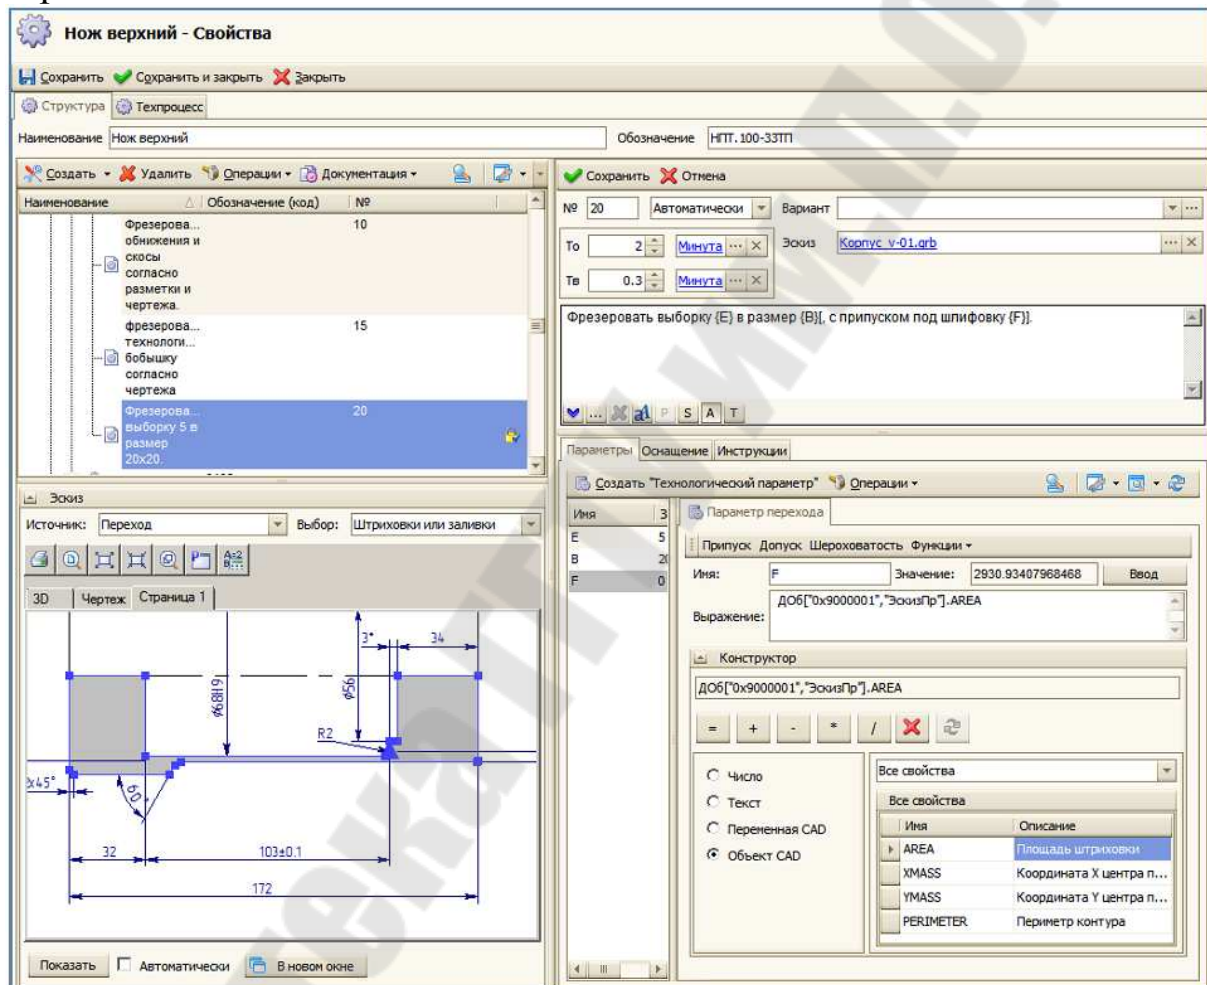 Нож верхний - Свойства
Сохранить Сохранить и закрыть Закрыть
Структура Техпроцесс
Наименование Нож верхний Обозначение НПТ.100-33ТП
Создать Удалить Операции Документация
Наименование Обозначение (код) №
Фрезерова... 10
обнижения и
скосы
согласно
разметки и
чертежа.
фрезерова... 15
технологи...
бобышку
согласно
чертежа
Фрезерова... 20
выборку 5 в
размер
20x20.
Эскиз
Источник: Переход Выбор: Штриховки или заливки
3D Чертеж Страница 1
3* 34
ϕ68H9
ϕ56
R2
x45°
60°
32 103±0.1
172
Показать Автоматически В новом окне
Сохранить Отмена
№ 20 Автоматически Вариант
То 2 Минута Эскиз Корпус_v-01.grb
Тв 0.3 Минута
Фрезеровать выборку {E} в размер {B}[, с припуском под шлифовку {F}].
P S A T
Параметры Оснащение Инструкции
Создать "Технологический параметр" Операции
Имя З
E 5
B 20
F 0
Параметр перехода
Припуск Допуск Шероховатость Функции
Имя: F Значение: 2930.93407968468 Ввод
Выражение: ДОб["0x9000001","ЭскизПр"].AREA
Конструктор
ДОб["0x9000001","ЭскизПр"].AREA
= + - * /
Число
Текст
Переменная CAD
Объект CAD
Все свойства
Все свойства
Имя Описание
AREA Площадь штриховки
XMASS Координата X центра п...
YMASS Координата Y центра п...
PERIMETER Периметр контура